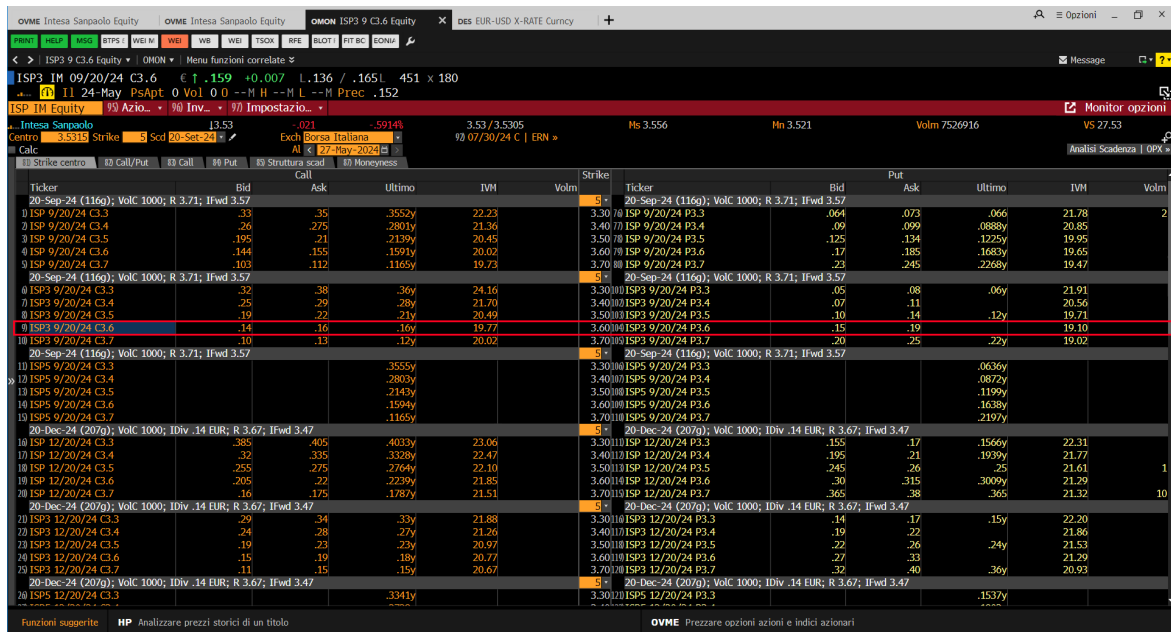 OVME Intesa Sanpaolo Equity OVME Intesa Sanpaolo Equity OMON ISP3 9 C3.6 Equity X DES EUR-USD X-RATE Curncy + Opzioni
PRINT HELP MSG BTPS WEI M WEI WB WEI TSOX RFE BLOT FIT BC EONIA
< > ISP3 9 C3.6 Equity OMON Menu funzioni correlate Message ?
ISP3 IM 09/20/24 C3.6 € ↑ .159 +0.007 L.136 / .165L 451 x 180
Il 24-May PsApt 0 Vol 0 0 --M H --M L --M Prec .152
ISP IM Equity 95) Azio... 96) Inv... 97) Impostazio... Monitor opzioni
Intesa Sanpaolo ↓3.53 -.021 -.5914% 3.53 / 3.5305 Ms 3.556 Mn 3.521 Volm 7526916 VS 27.53
Centro 3.5315 Strike 5 Scd 20-Set-24 Exch Borsa Italiana 93) 07/30/24 C | ERN »
Calc Al < 27-May-2024 > Analisi Scadenza | OPX »
81) Strike centro 82) Call/Put 83) Call 84) Put 85) Struttura scad 87) Moneyness
Call Strike Put
Ticker Bid Ask Ultimo IVM Volm Ticker Bid Ask Ultimo IVM Volm
20-Sep-24 (116g); VolC 1000; R 3.71; IFwd 3.57 5 20-Sep-24 (116g); VolC 1000; R 3.71; IFwd 3.57
1) ISP 9/20/24 C3.3 .33 .35 .3552y 22.23 3.30 76) ISP 9/20/24 P3.3 .064 .073 .066 21.78 2
2) ISP 9/20/24 C3.4 .26 .275 .2801y 21.36 3.40 77) ISP 9/20/24 P3.4 .09 .099 .0888y 20.85
3) ISP 9/20/24 C3.5 .195 .21 .2139y 20.45 3.50 78) ISP 9/20/24 P3.5 .125 .134 .1225y 19.95
4) ISP 9/20/24 C3.6 .144 .155 .1591y 20.02 3.60 79) ISP 9/20/24 P3.6 .17 .185 .1683y 19.65
5) ISP 9/20/24 C3.7 .103 .112 .1165y 19.73 3.70 80) ISP 9/20/24 P3.7 .23 .245 .2268y 19.47
20-Sep-24 (116g); VolC 1000; R 3.71; IFwd 3.57 5 20-Sep-24 (116g); VolC 1000; R 3.71; IFwd 3.57
6) ISP3 9/20/24 C3.3 .32 .38 .36y 24.16 3.30 101) ISP3 9/20/24 P3.3 .05 .08 .06y 21.91
7) ISP3 9/20/24 C3.4 .25 .29 .28y 21.70 3.40 102) ISP3 9/20/24 P3.4 .07 .11 20.56
8) ISP3 9/20/24 C3.5 .19 .22 .21y 20.49 3.50 103) ISP3 9/20/24 P3.5 .10 .14 .12y 19.71
9) ISP3 9/20/24 C3.6 .14 .16 .16y 19.77 3.60 104) ISP3 9/20/24 P3.6 .15 .19 19.10
10) ISP3 9/20/24 C3.7 .10 .13 .12y 20.02 3.70 105) ISP3 9/20/24 P3.7 .20 .25 .22y 19.02
20-Sep-24 (116g); VolC 1000; R 3.71; IFwd 3.57 5 20-Sep-24 (116g); VolC 1000; R 3.71; IFwd 3.57
11) ISP5 9/20/24 C3.3 .3555y 3.30 106) ISP5 9/20/24 P3.3 .0636y
12) ISP5 9/20/24 C3.4 .2803y 3.40 107) ISP5 9/20/24 P3.4 .0872y
13) ISP5 9/20/24 C3.5 .2143y 3.50 108) ISP5 9/20/24 P3.5 .1199y
14) ISP5 9/20/24 C3.6 .1594y 3.60 109) ISP5 9/20/24 P3.6 .1638y
15) ISP5 9/20/24 C3.7 .1165y 3.70 110) ISP5 9/20/24 P3.7 .2197y
20-Dec-24 (207g); VolC 1000; IDiv .14 EUR; R 3.67; IFwd 3.47 5 20-Dec-24 (207g); VolC 1000; IDiv .14 EUR; R 3.67; IFwd 3.47
16) ISP 12/20/24 C3.3 .385 .405 .4033y 23.06 3.30 111) ISP 12/20/24 P3.3 .155 .17 .1566y 22.31
17) ISP 12/20/24 C3.4 .32 .335 .3328y 22.47 3.40 112) ISP 12/20/24 P3.4 .195 .21 .1939y 21.77
18) ISP 12/20/24 C3.5 .255 .275 .2764y 22.10 3.50 113) ISP 12/20/24 P3.5 .245 .26 .25 21.61 1
19) ISP 12/20/24 C3.6 .205 .22 .2239y 21.85 3.60 114) ISP 12/20/24 P3.6 .30 .315 .3009y 21.29
20) ISP 12/20/24 C3.7 .16 .175 .1787y 21.51 3.70 115) ISP 12/20/24 P3.7 .365 .38 .365 21.32 10
20-Dec-24 (207g); VolC 1000; IDiv .14 EUR; R 3.67; IFwd 3.47 5 20-Dec-24 (207g); VolC 1000; IDiv .14 EUR; R 3.67; IFwd 3.47
21) ISP3 12/20/24 C3.3 .29 .34 .33y 21.88 3.30 116) ISP3 12/20/24 P3.3 .14 .17 .15y 22.20
22) ISP3 12/20/24 C3.4 .24 .28 .27y 21.26 3.40 117) ISP3 12/20/24 P3.4 .19 .22 21.86
23) ISP3 12/20/24 C3.5 .19 .23 .23y 20.97 3.50 118) ISP3 12/20/24 P3.5 .22 .26 .24y 21.53
24) ISP3 12/20/24 C3.6 .15 .19 .18y 20.77 3.60 119) ISP3 12/20/24 P3.6 .27 .33 21.29
25) ISP3 12/20/24 C3.7 .11 .15 .15y 20.67 3.70 120) ISP3 12/20/24 P3.7 .32 .40 .36y 20.93
20-Dec-24 (207g); VolC 1000; IDiv .14 EUR; R 3.67; IFwd 3.47 5 20-Dec-24 (207g); VolC 1000; IDiv .14 EUR; R 3.67; IFwd 3.47
26) ISP5 12/20/24 C3.3 .3341y 3.30 121) ISP5 12/20/24 P3.3 .1537y
Funzioni suggerite HP Analizzare prezzi storici di un titolo OVME Prezzare opzioni azioni e indici azionari